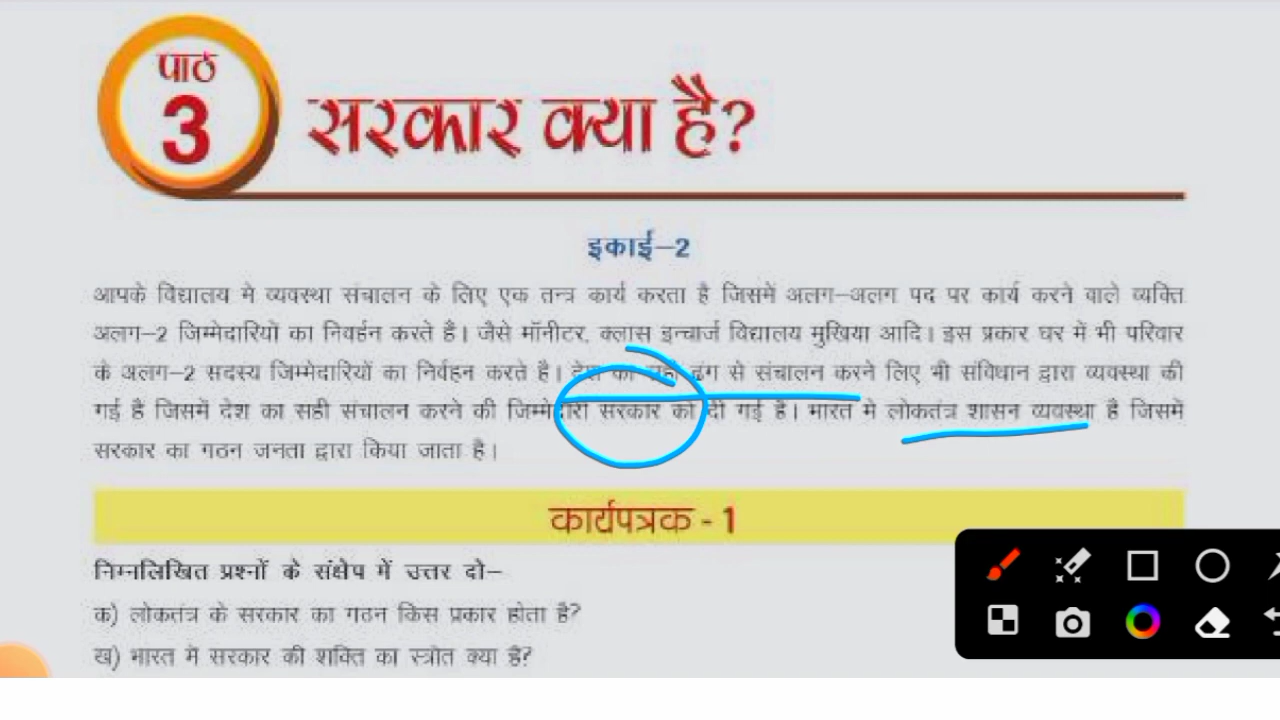 पाठ
3
सरकार क्या है?
इकाई–2
आपके विद्यालय मे व्यवस्था संचालन के लिए एक तन्त्र कार्य करता है जिसमें अलग–अलग पद पर कार्य करने वाले व्यक्ति
अलग–2 जिम्मेदारियों का निवर्हन करते है। जैसे मॉनीटर, क्लास इन्चार्ज विद्यालय मुखिया आदि। इस प्रकार घर में भी परिवार
के अलग–2 सदस्य जिम्मेदारियों का निर्वहन करते है। देश का सही ढंग से संचालन करने लिए भी संविधान द्वारा व्यवस्था की
गई है जिसमें देश का सही संचालन करने की जिम्मेदारी सरकार को दी गई है। भारत मे लोकतंत्र शासन व्यवस्था है जिसमें
सरकार का गठन जनता द्वारा किया जाता है।
कार्यपत्रक - 1
निम्नलिखित प्रश्नों के संक्षेप में उत्तर दो–
क) लोकतंत्र के सरकार का गठन किस प्रकार होता है?
ख) भारत में सरकार की शक्ति का स्त्रोत क्या है?